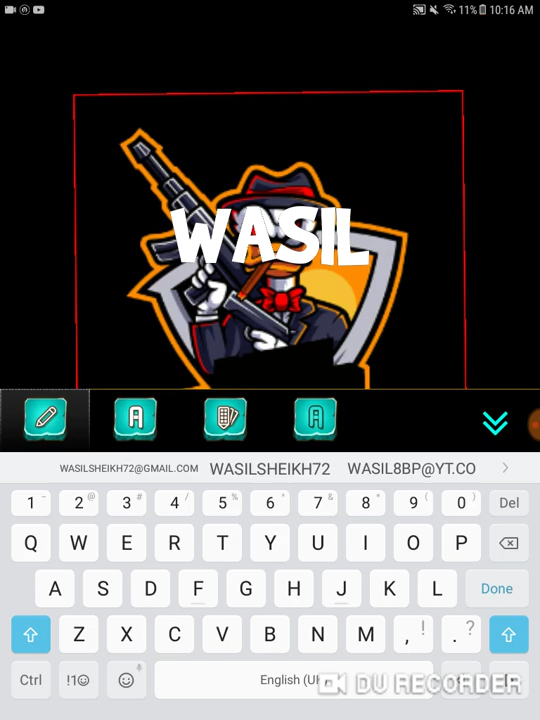 11% 10:16 AM
WASIL
WASILSHEIKH72@GMAIL.COM WASILSHEIKH72 WASIL8BP@YT.CO
1 - 2 @ 3 # 4 / 5 % 6 ^ 7 & 8 * 9 ( 0 ) Del
Q W E R T Y U I O P
A S D F G H J K L Done
Z X C V B N M , ! . ?
Ctrl !1 English (UK)
DU RECORDER